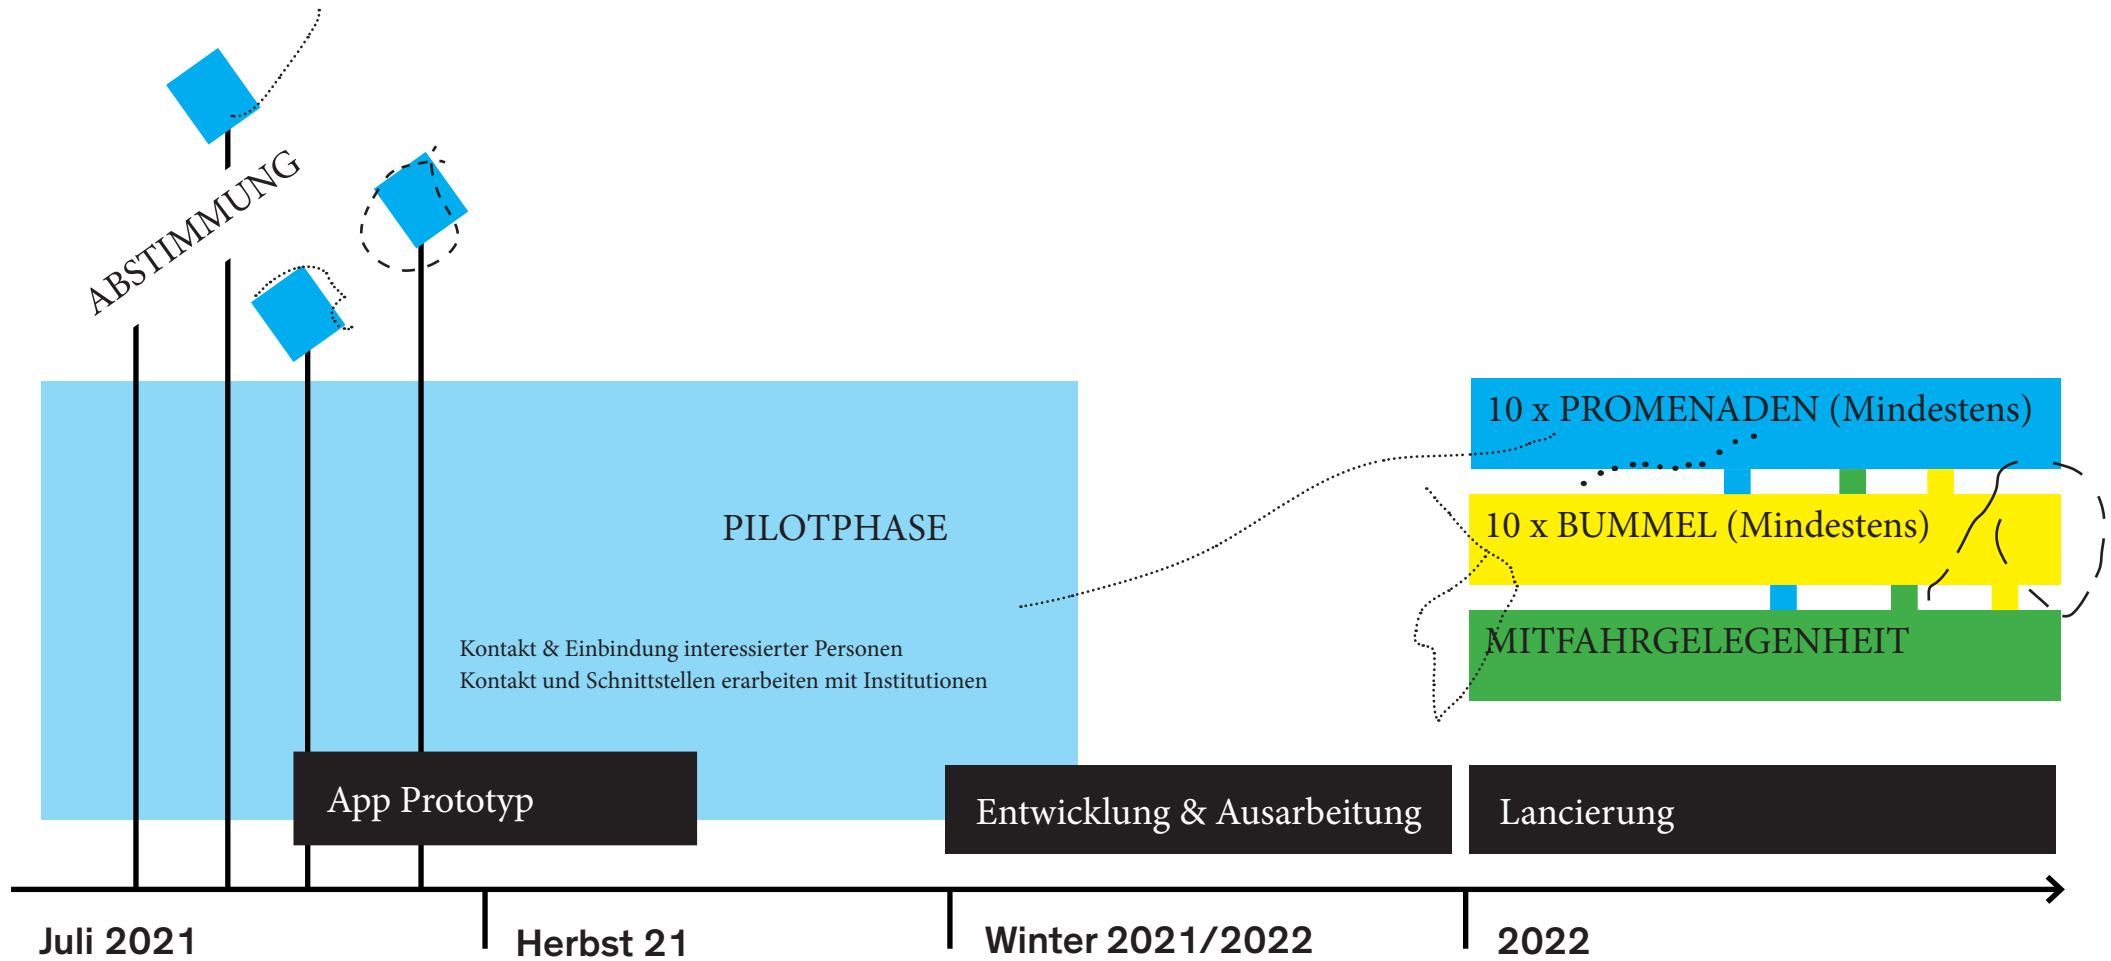 ABSTIMMUNG
10 x PROMENADEN (Mindestens)
PILOTPHASE
10 x BUMMEL (Mindestens)
Kontakt & Einbindung interessierter Personen
Kontakt und Schnittstellen erarbeiten mit Institutionen
MITFAHRGELEGENHEIT
App Prototyp
Entwicklung & Ausarbeitung
Lancierung
Juli 2021
Herbst 21
Winter 2021/2022
2022